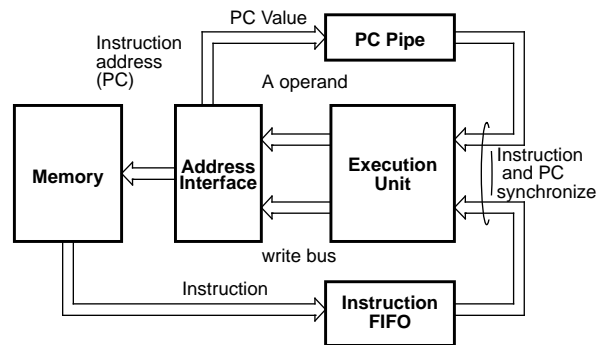 PC Value
PC Pipe
Instruction
address
(PC)
A operand
Memory
Address
Interface
Execution
Unit
Instruction
and PC
synchronize
write bus
Instruction
Instruction
FIFO